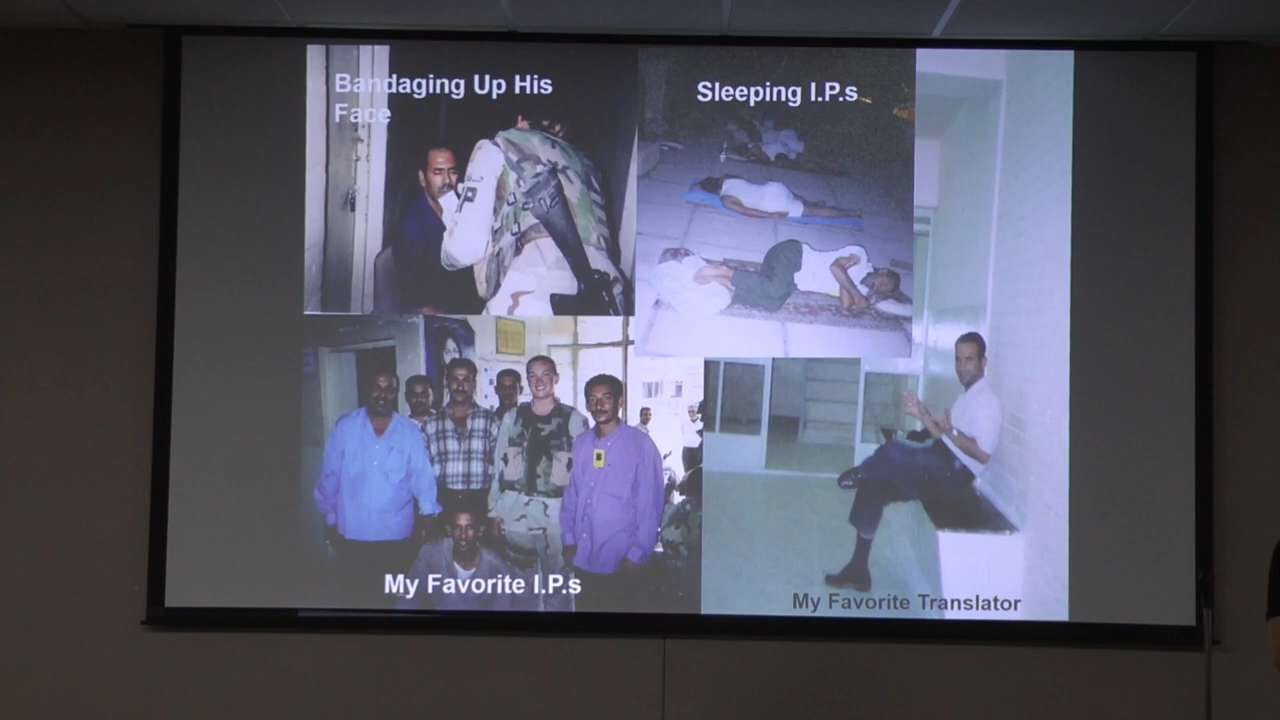 Bandaging Up His
Face
Sleeping I.P.s
My Favorite I.P.s
My Favorite Translator